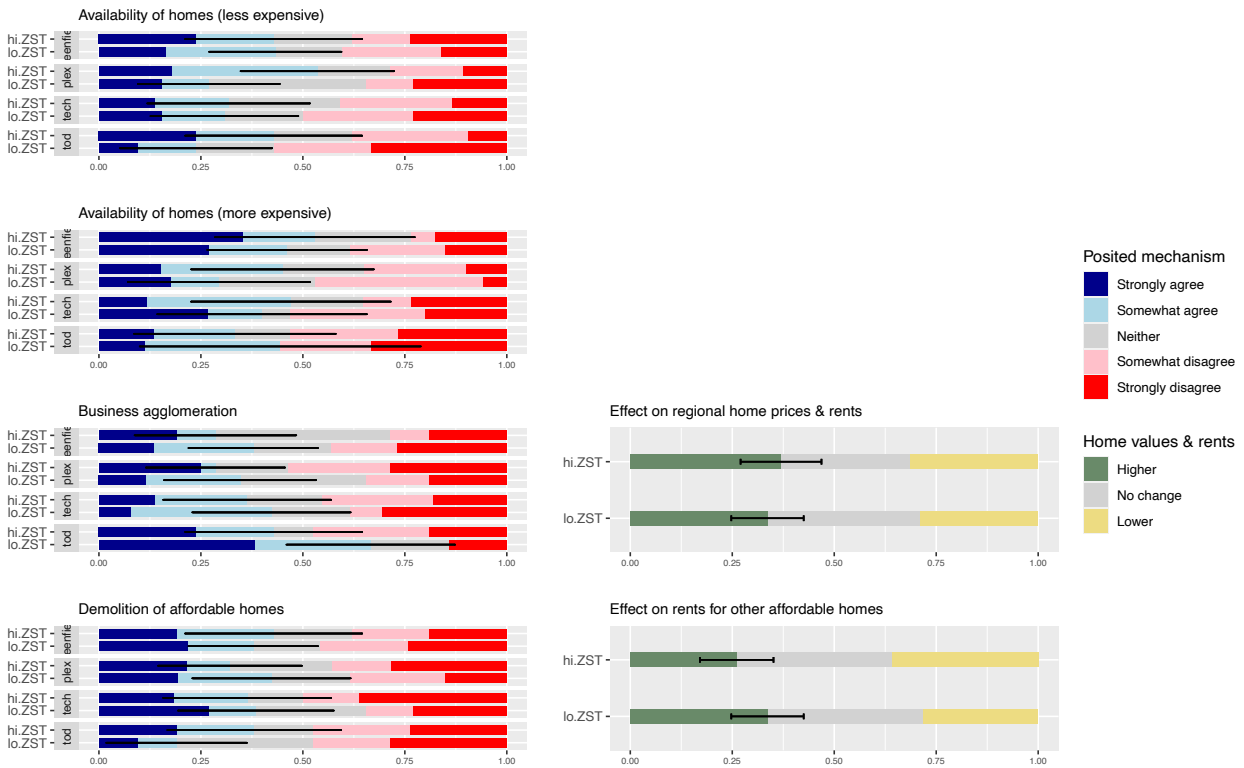 Availability of homes (less expensive)
hi.ZST
lo.ZST
eenfie
hi.ZST
lo.ZST
plex
hi.ZST
lo.ZST
tech
hi.ZST
lo.ZST
tod
0.00 0.25 0.50 0.75 1.00
Availability of homes (more expensive)
hi.ZST
lo.ZST
eenfie
hi.ZST
lo.ZST
plex
hi.ZST
lo.ZST
tech
hi.ZST
lo.ZST
tod
0.00 0.25 0.50 0.75 1.00
Business agglomeration
hi.ZST
lo.ZST
eenfie
hi.ZST
lo.ZST
plex
hi.ZST
lo.ZST
tech
hi.ZST
lo.ZST
tod
0.00 0.25 0.50 0.75 1.00
Demolition of affordable homes
hi.ZST
lo.ZST
eenfie
hi.ZST
lo.ZST
plex
hi.ZST
lo.ZST
tech
hi.ZST
lo.ZST
tod
0.00 0.25 0.50 0.75 1.00
Effect on regional home prices & rents
hi.ZST
lo.ZST
0.00 0.25 0.50 0.75 1.00
Effect on rents for other affordable homes
hi.ZST
lo.ZST
0.00 0.25 0.50 0.75 1.00
Posited mechanism
Strongly agree
Somewhat agree
Neither
Somewhat disagree
Strongly disagree
Home values & rents
Higher
No change
Lower